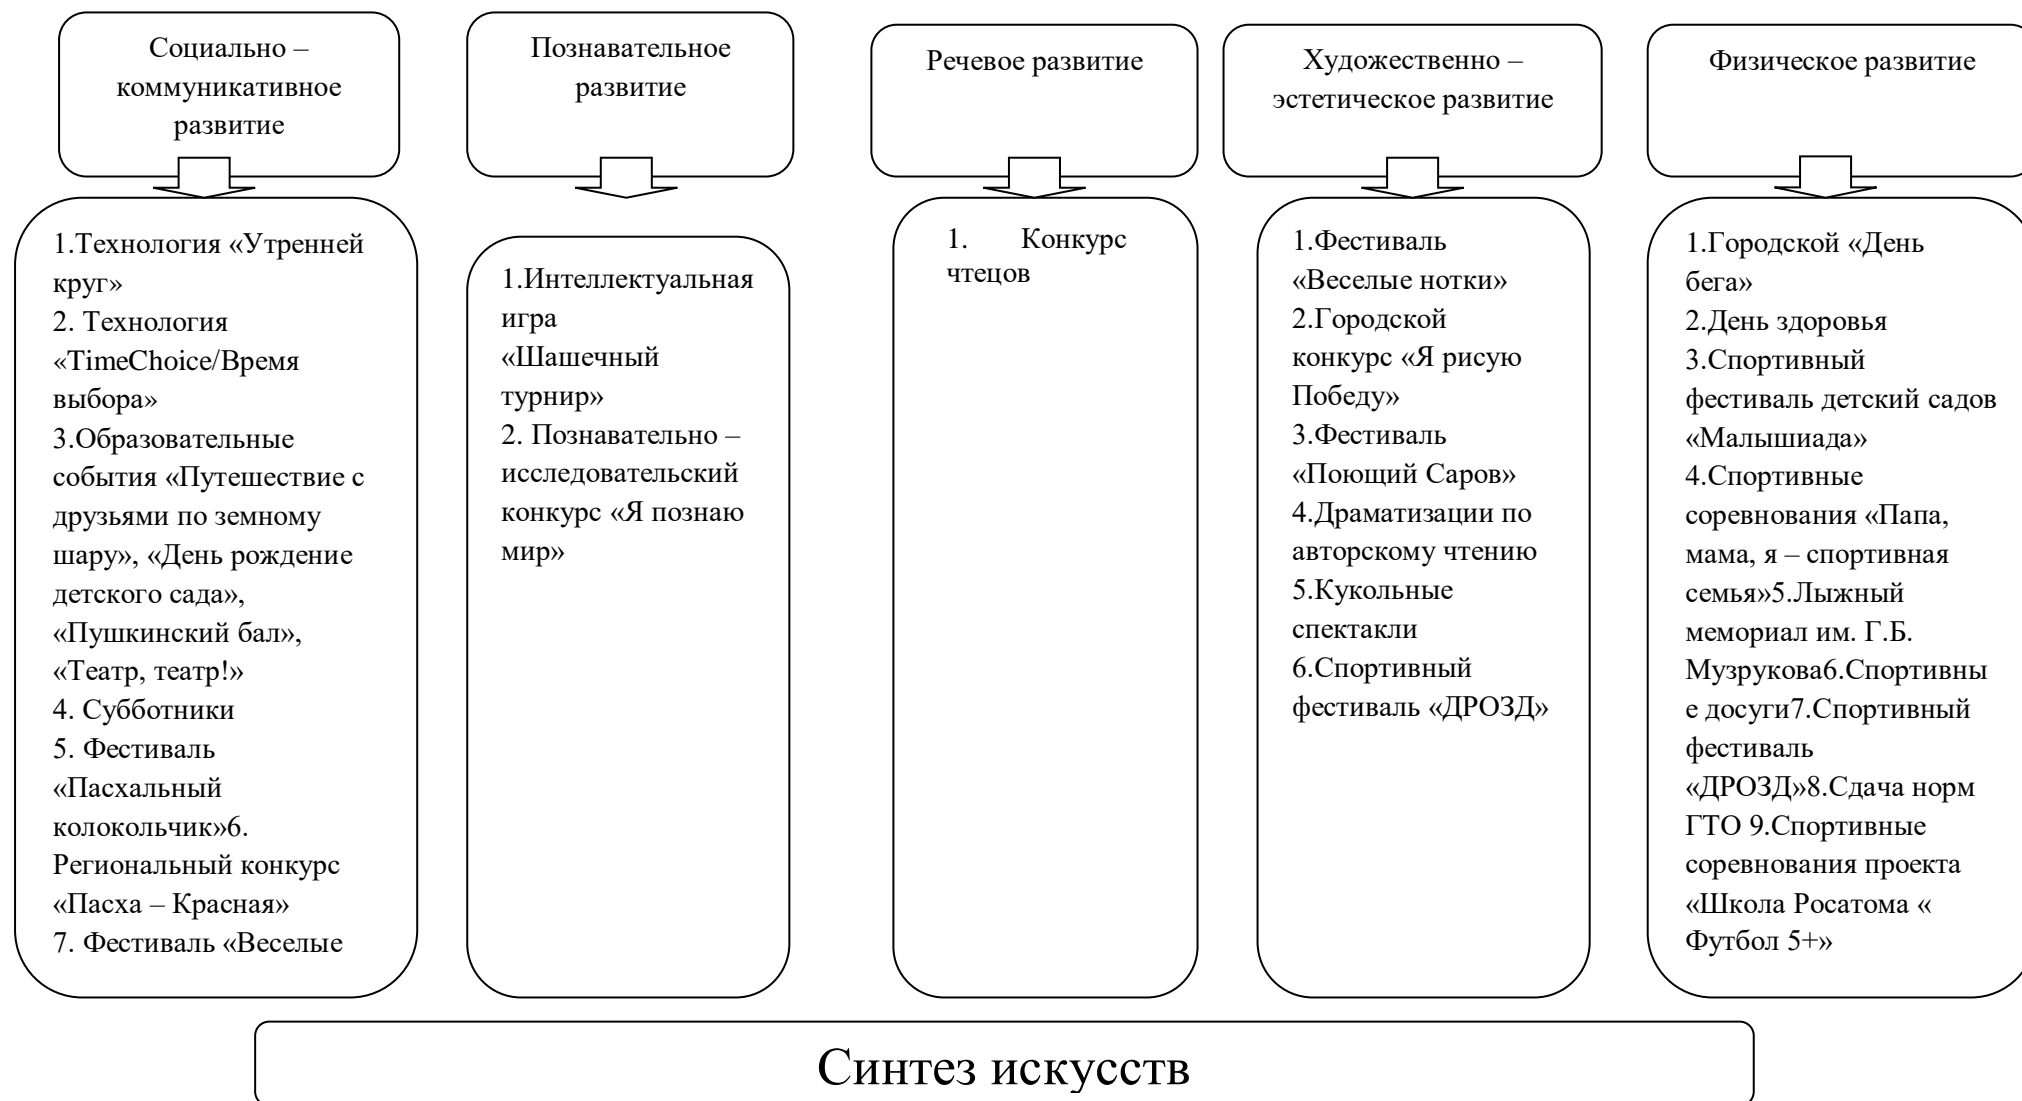 Социально –
коммуникативное
развитие
1.Технология «Утренней
круг»
2. Технология
«TimeChoice/Время
выбора»
3.Образовательные
события «Путешествие с
друзьями по земному
шару», «День рождение
детского сада»,
«Пушкинский бал»,
«Театр, театр!»
4. Субботники
5. Фестиваль
«Пасхальный
колокольчик»6.
Региональный конкурс
«Пасха – Красная»
7. Фестиваль «Веселые
Познавательное
развитие
1.Интеллектуальная
игра
«Шашечный
турнир»
2. Познавательно –
исследовательский
конкурс «Я познаю
мир»
Речевое развитие
1. Конкурс
чтецов
Художественно –
эстетическое развитие
1.Фестиваль
«Веселые нотки»
2.Городской
конкурс «Я рисую
Победу»
3.Фестиваль
«Поющий Саров»
4.Драматизации по
авторскому чтению
5.Кукольные
спектакли
6.Спортивный
фестиваль «ДРОЗД»
Физическое развитие
1.Городской «День
бега»
2.День здоровья
3.Спортивный
фестиваль детский садов
«Малышиада»
4.Спортивные
соревнования «Папа,
мама, я – спортивная
семья»5.Лыжный
мемориал им. Г.Б.
Музрукова6.Спортивны
е досуги7.Спортивный
фестиваль
«ДРОЗД»8.Сдача норм
ГТО 9.Спортивные
соревнования проекта
«Школа Росатома «
Футбол 5+»
Синтез искусств